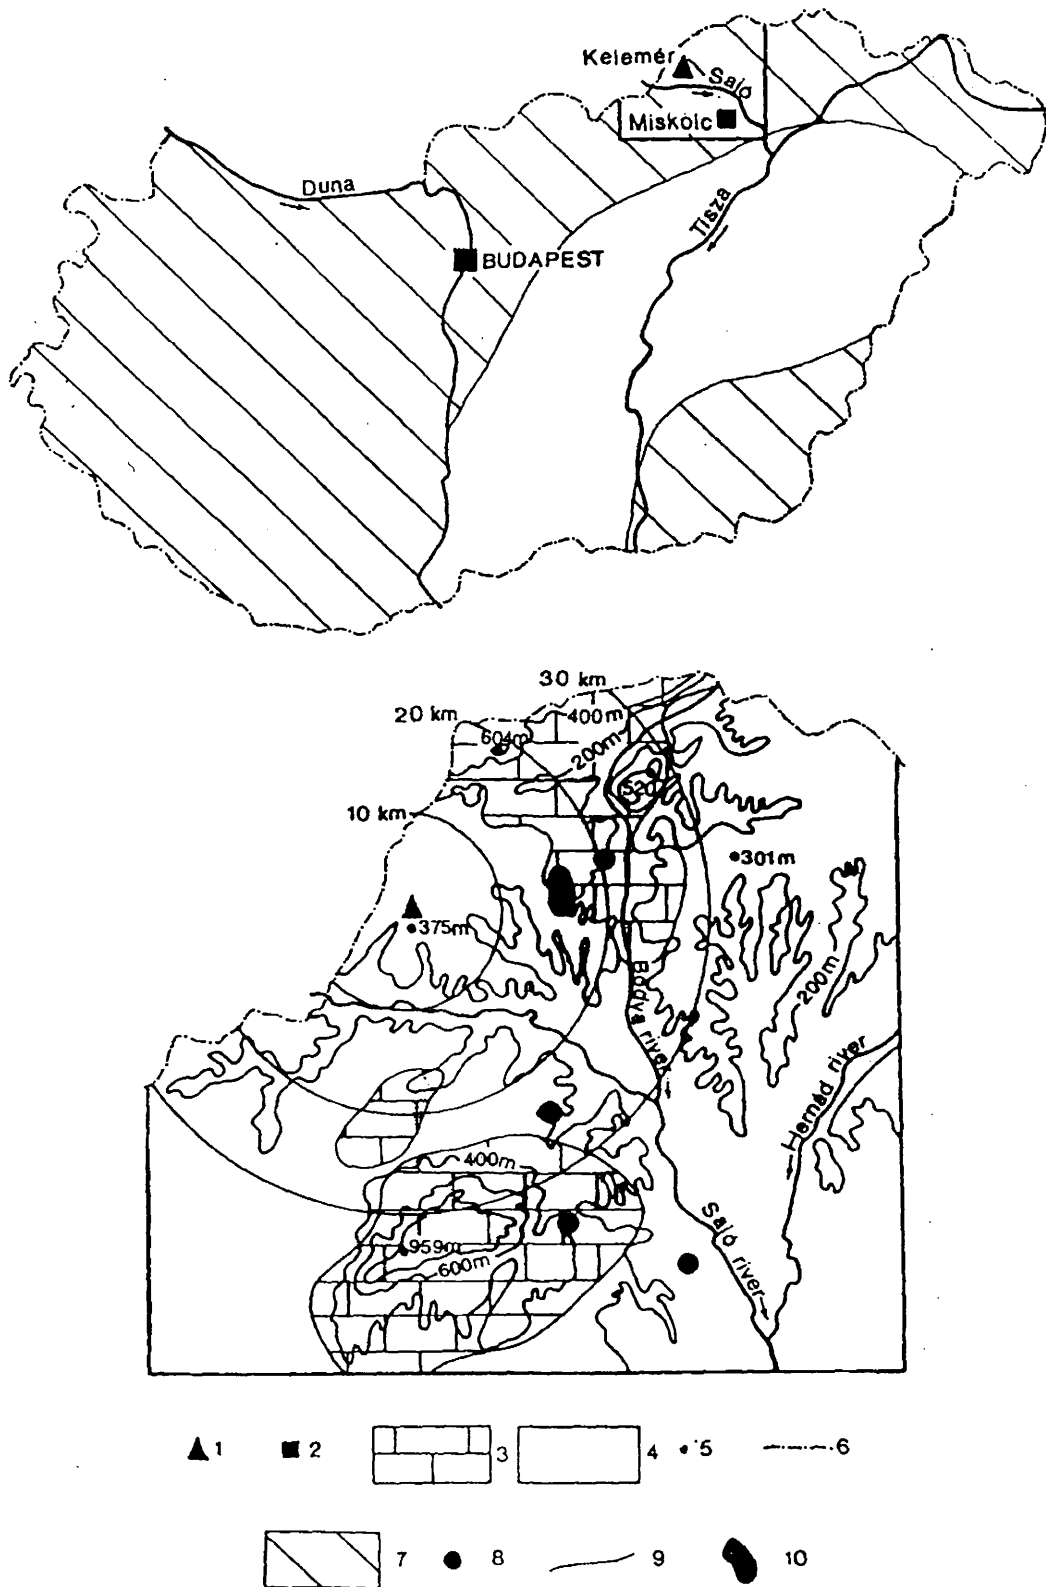 Kelemér
Sajó
Miskolc
Duna
Tisza
BUDAPEST
30 km
20 km
400m
604m
200m
520
10 km
301m
375m
200m
Bódva river
Hernád river
400m
959m
600m
Sajó river
1
2
3
4
5
6
7
8
9
10